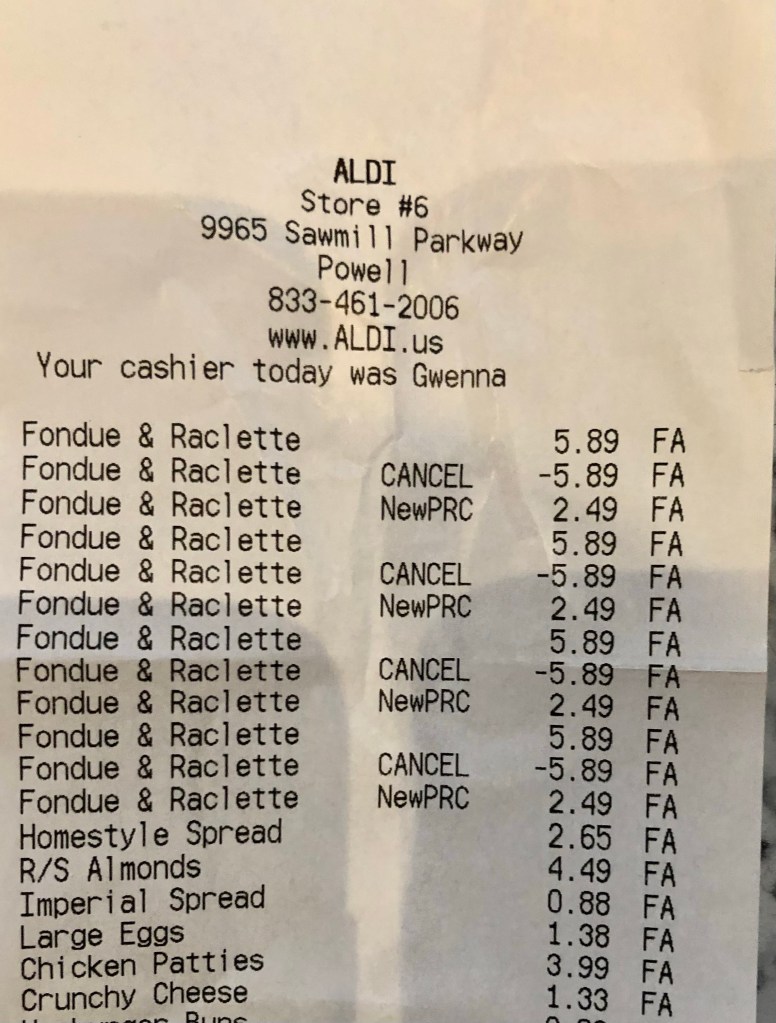 ALDI
Store #6
9965 Sawmill Parkway
Powell
833-461-2006
www.ALDI.us
Your cashier today was Gwenna
Fondue & Raclette 5.89 FA
Fondue & Raclette CANCEL -5.89 FA
Fondue & Raclette NewPRC 2.49 FA
Fondue & Raclette 5.89 FA
Fondue & Raclette CANCEL -5.89 FA
Fondue & Raclette NewPRC 2.49 FA
Fondue & Raclette 5.89 FA
Fondue & Raclette CANCEL -5.89 FA
Fondue & Raclette NewPRC 2.49 FA
Fondue & Raclette 5.89 FA
Fondue & Raclette CANCEL -5.89 FA
Fondue & Raclette NewPRC 2.49 FA
Homestyle Spread 2.65 FA
R/S Almonds 4.49 FA
Imperial Spread 0.88 FA
Large Eggs 1.38 FA
Chicken Patties 3.99 FA
Crunchy Cheese 1.33 FA
Buns